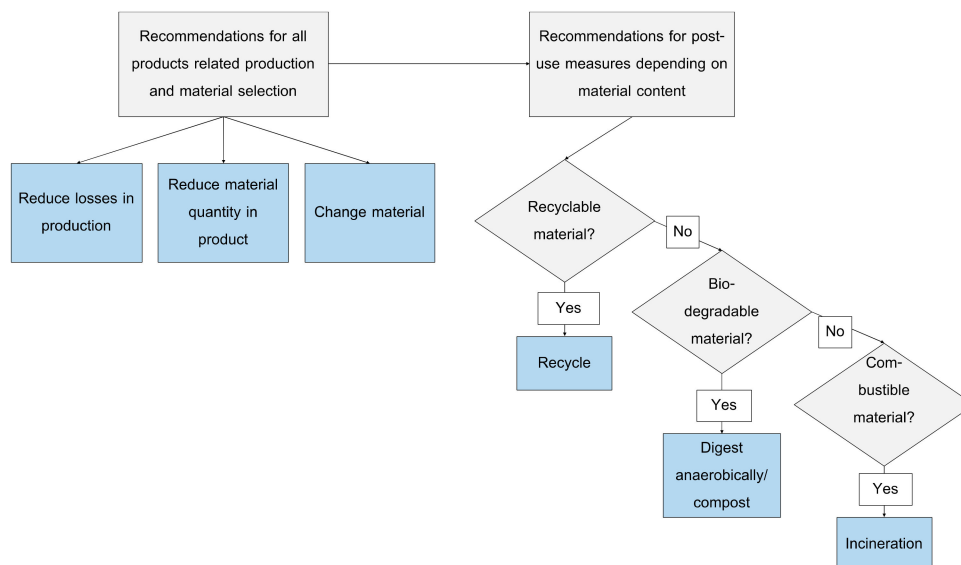 Recommendations for all
products related production
and material selection
Recommendations for post-
use measures depending on
material content
Reduce losses in
production
Reduce material
quantity in
product
Change material
Recyclable
material?
No
Yes
Recycle
Bio-
degradable
material?
No
Yes
Digest
anaerobically/
compost
Com-
bustible
material?
Yes
Incineration